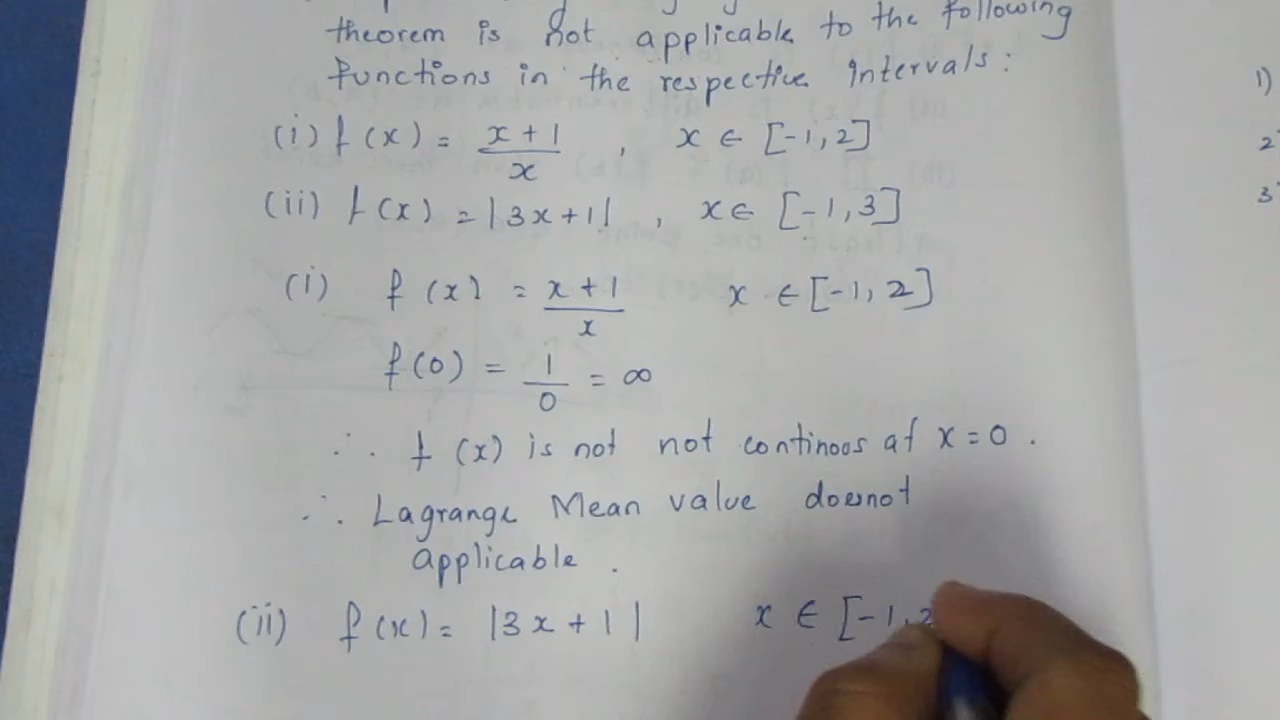 theorem is not applicable to the following
functions in the respective intervals :
(i) f(x) = x+1/x , x ∈ [-1,2]
(ii) f(x) = |3x+1| , x ∈ [-1,3]
(i) f(x) = x+1/x x ∈ [-1,2]
f(0) = 1/0 = ∞
∴ f(x) is not not continoos at x=0 .
∴ Lagrange Mean value doesnot
applicable .
(ii) f(x) = |3x+1| x ∈ [-1,
1)
2
3